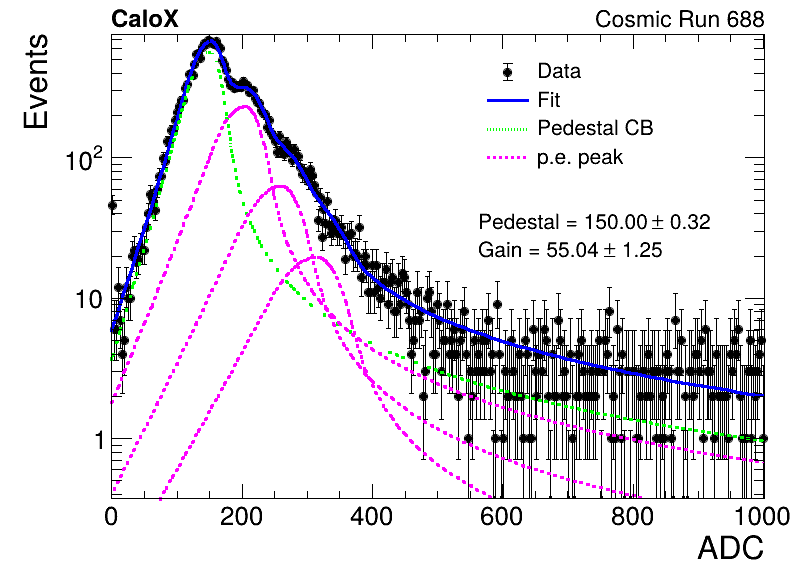 CaloX Cosmic Run 688
Events
Data
Fit
Pedestal CB
p.e. peak
Pedestal = 150.00 ± 0.32
Gain = 55.04 ± 1.25
10²
10
1
0 200 400 600 800 1000
ADC